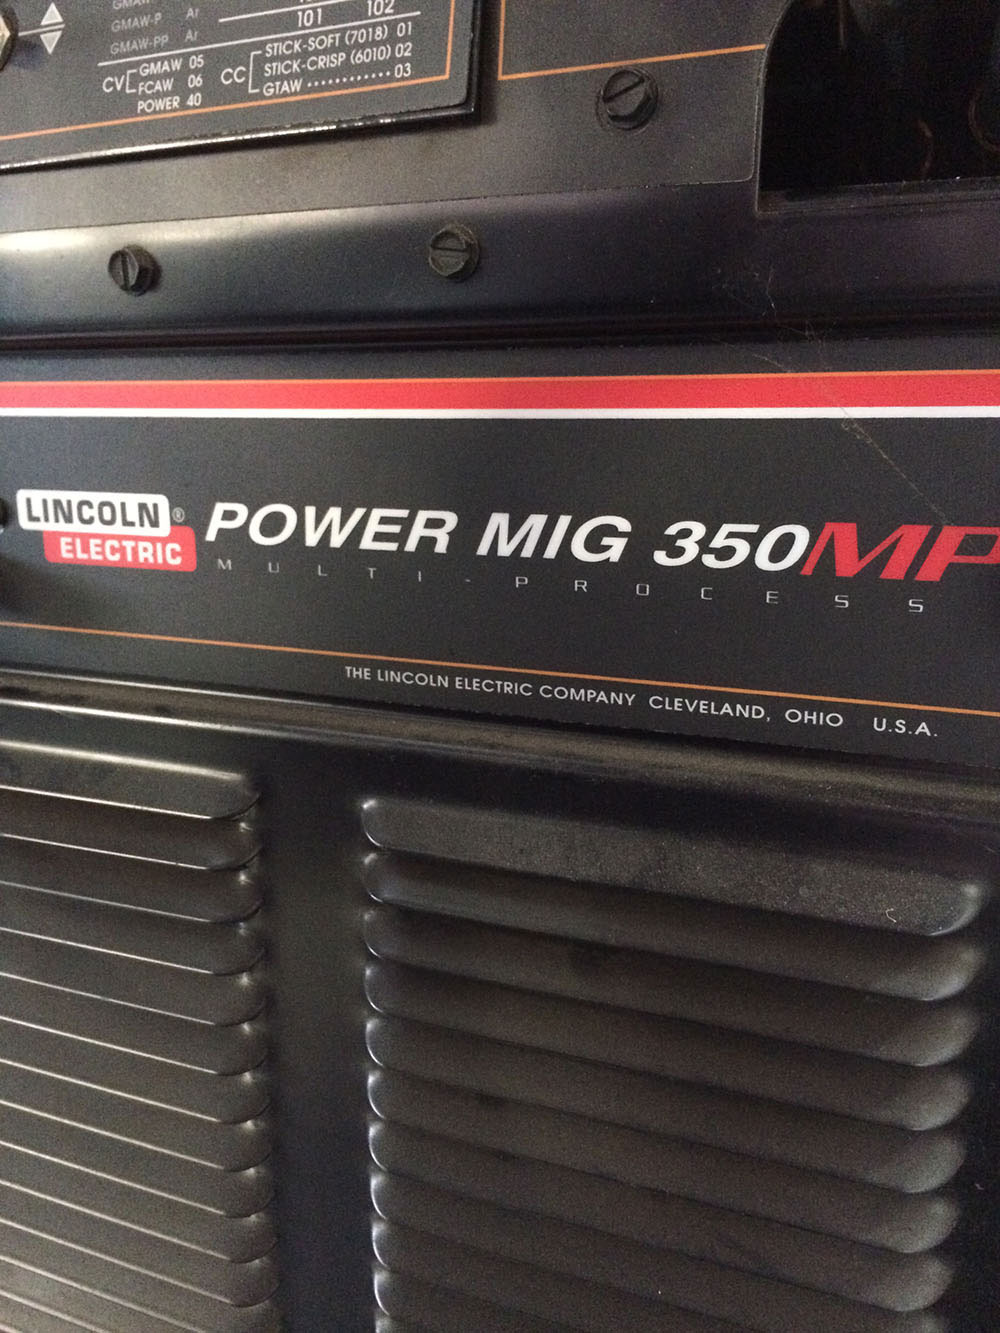 GMAW-P Ar
GMAW-PP Ar
101 102
CV GMAW 05
FCAW 06
POWER 40
CC STICK-SOFT (7018) 01
STICK-CRISP (6010) 02
GTAW ............ 03
LINCOLN ®
ELECTRIC
POWER MIG 350MP
MULTI-PROCESS
THE LINCOLN ELECTRIC COMPANY CLEVELAND, OHIO U.S.A.